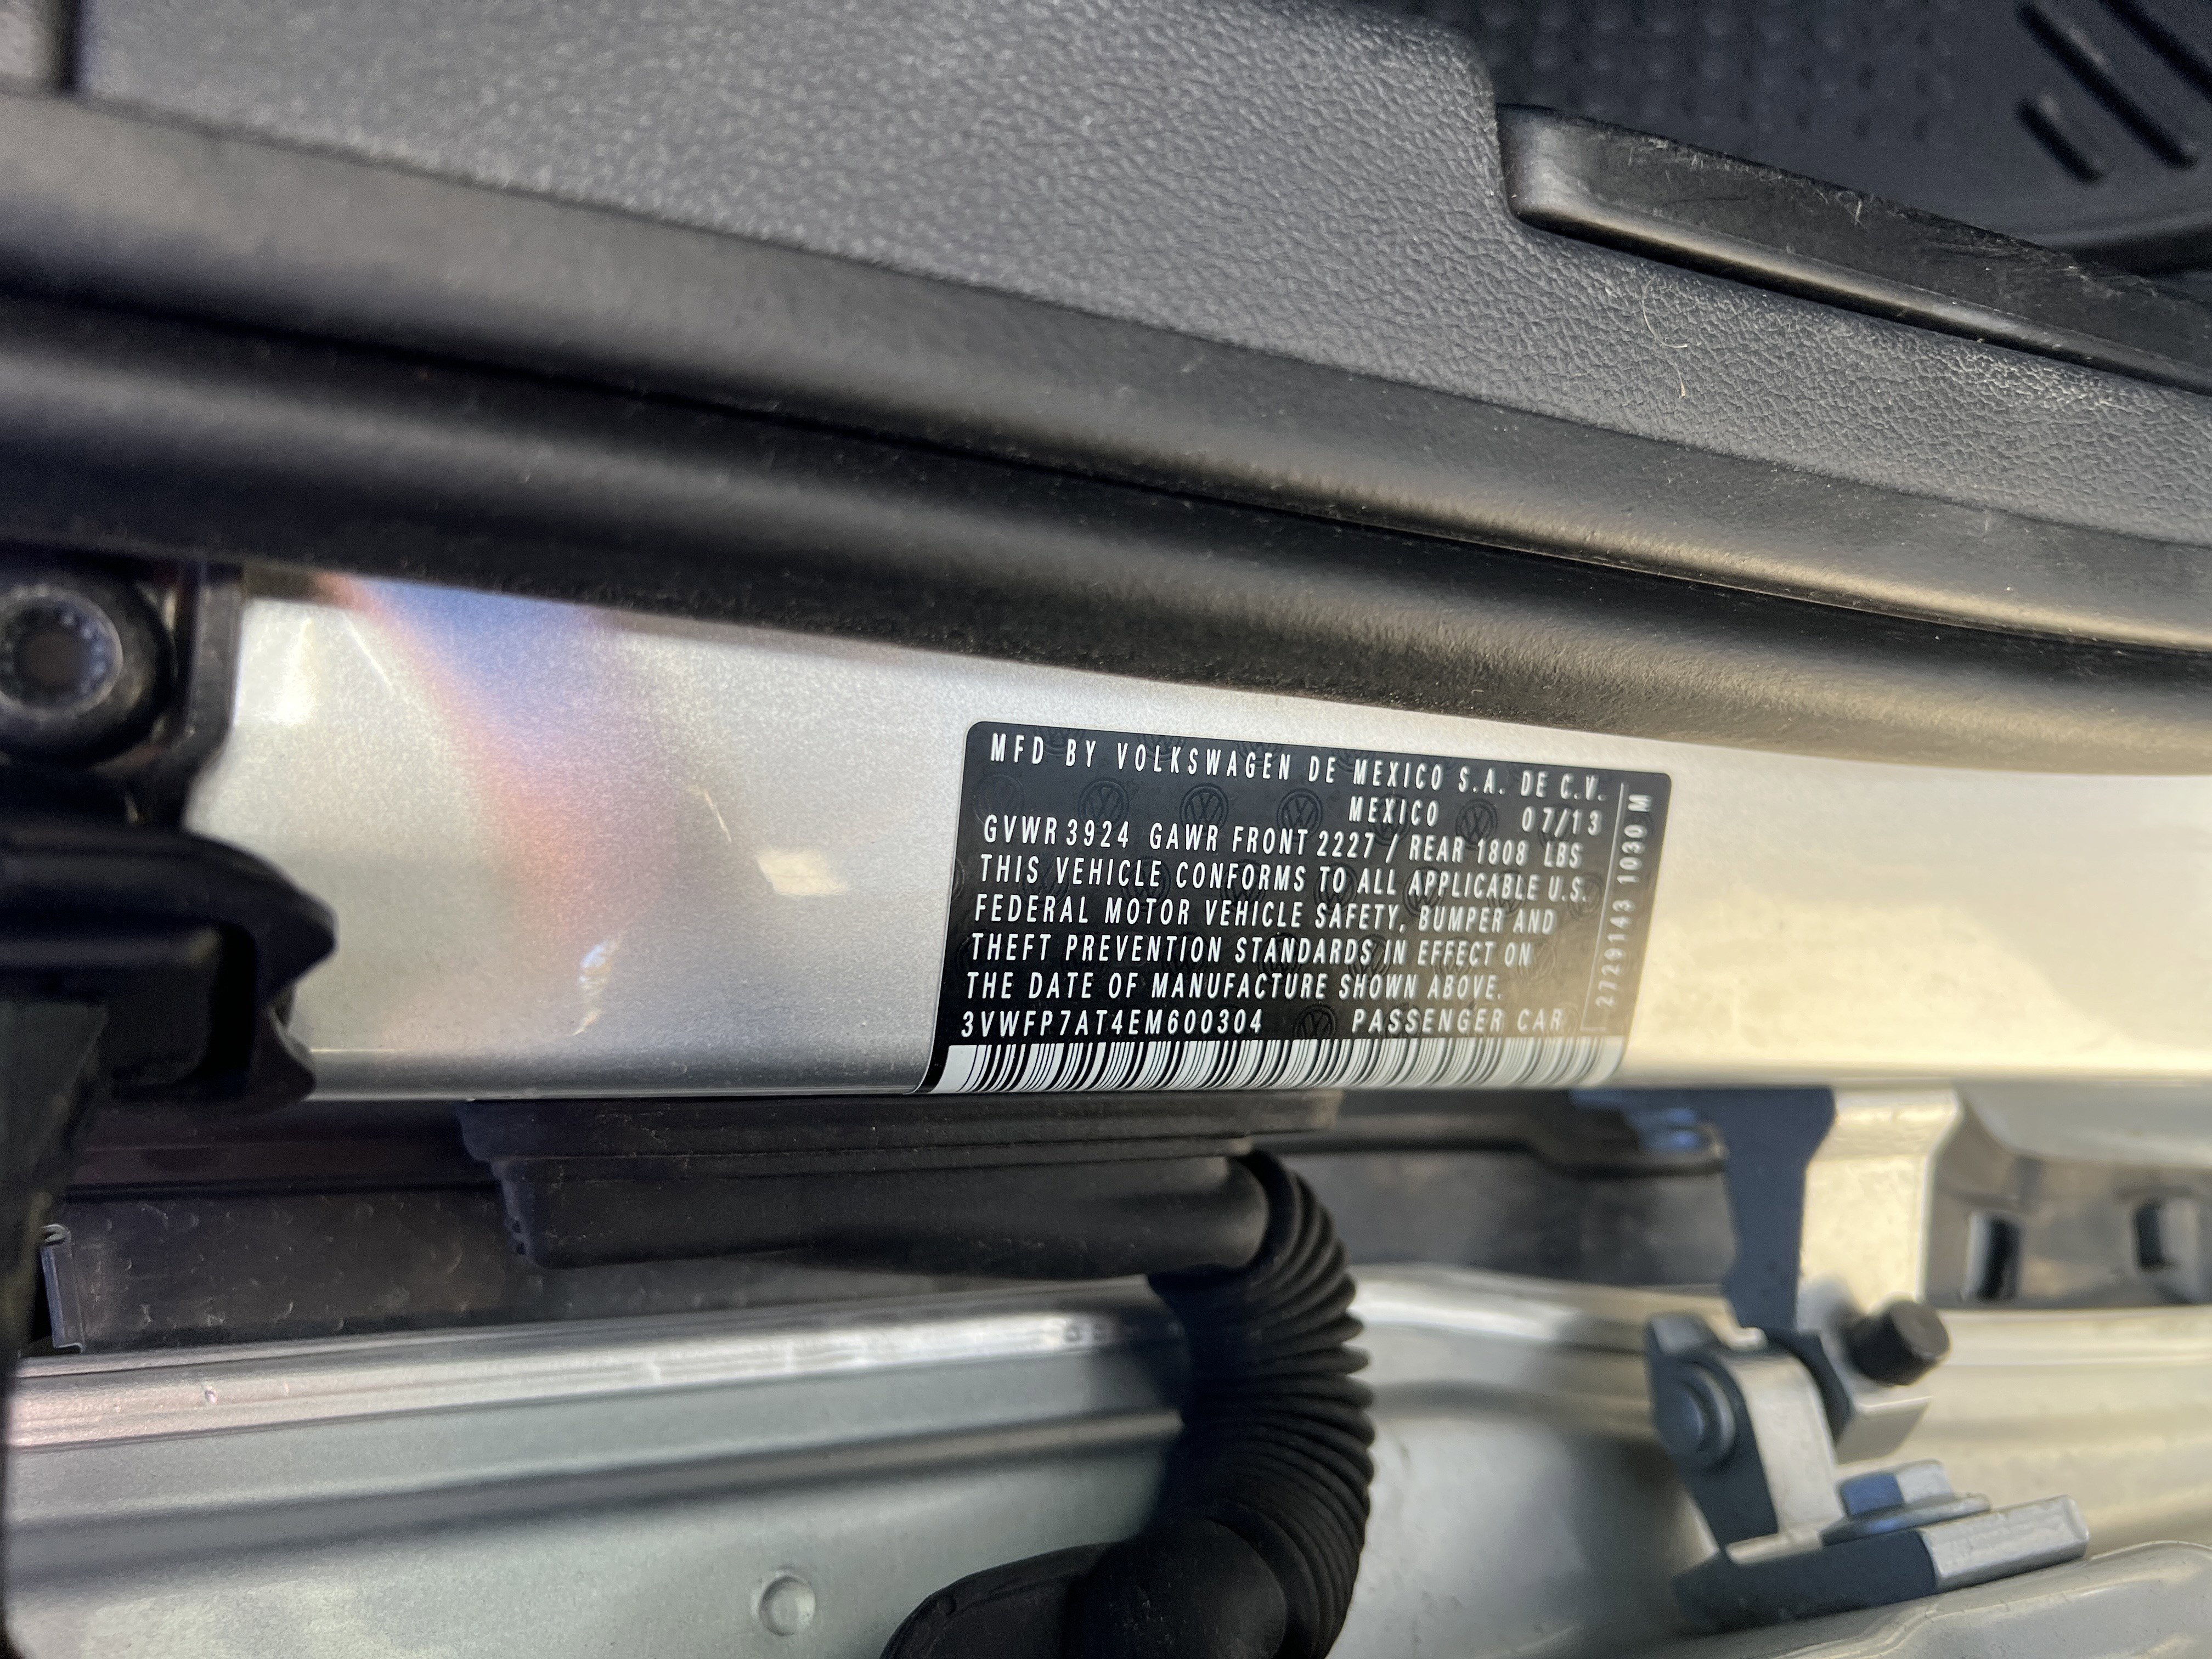 MFD BY VOLKSWAGEN DE MEXICO S.A. DE C.V.
MEXICO 07/13
GVWR 3924 GAWR FRONT 2227 / REAR 1808 LBS
THIS VEHICLE CONFORMS TO ALL APPLICABLE U.S.
FEDERAL MOTOR VEHICLE SAFETY, BUMPER AND
THEFT PREVENTION STANDARDS IN EFFECT ON
THE DATE OF MANUFACTURE SHOWN ABOVE.
3VWFP7AT4EM600304 PASSENGER CAR
2729143 1030 M